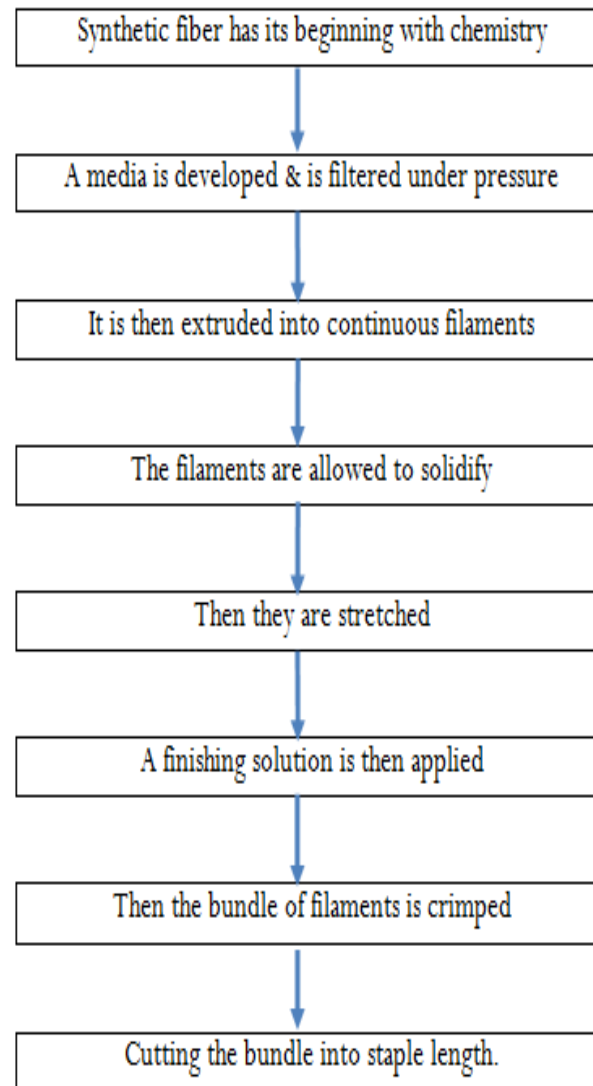 Synthetic fiber has its beginning with chemistry
A media is developed & is filtered under pressure
It is then extruded into continuous filaments
The filaments are allowed to solidify
Then they are stretched
A finishing solution is then applied
Then the bundle of filaments is crimped
Cutting the bundle into staple length.